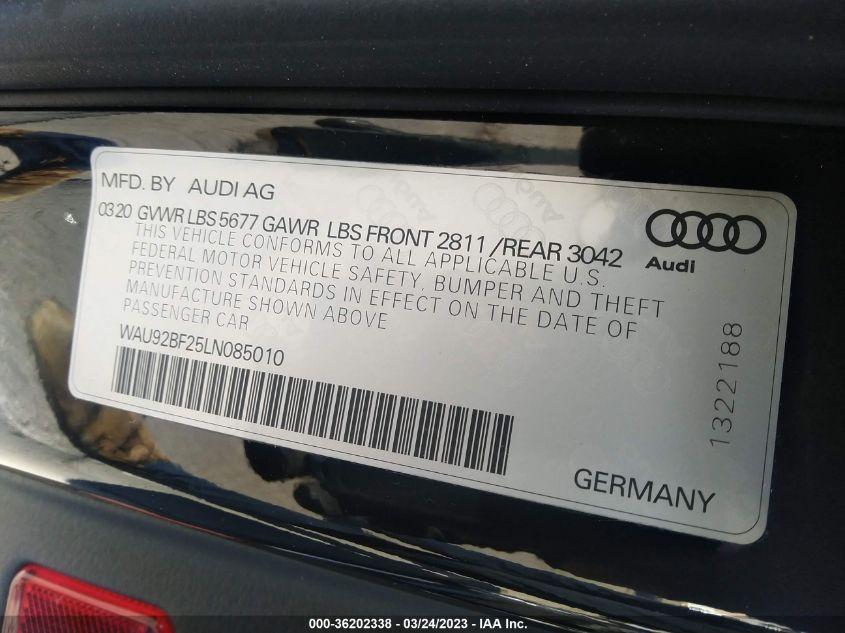 MFD. BY AUDI AG
0320 GVWR LBS 5677 GAWR LBS FRONT 2811 /REAR 3042
THIS VEHICLE CONFORMS TO ALL APPLICABLE U.S.
FEDERAL MOTOR VEHICLE SAFETY, BUMPER AND THEFT
PREVENTION STANDARDS IN EFFECT ON THE DATE OF
MANUFACTURE SHOWN ABOVE
PASSENGER CAR
WAU92BF25LN085010
Audi
1322188
GERMANY
000-36202338 - 03/24/2023 - IAA Inc.